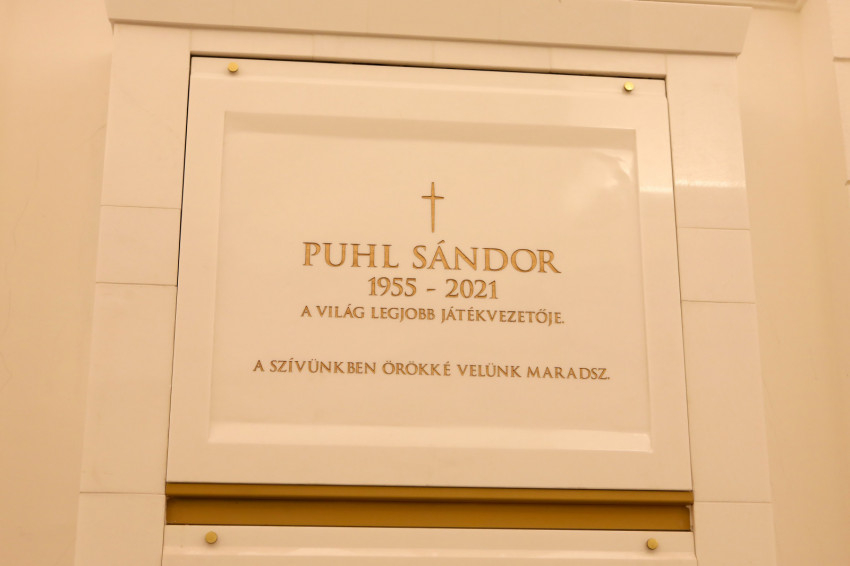 PUHL SÁNDOR
1955 - 2021
A VILÁG LEGJOBB JÁTÉKVEZETŐJE.
A SZÍVÜNKBEN ÖRÖKKÉ VELÜNK MARADSZ.